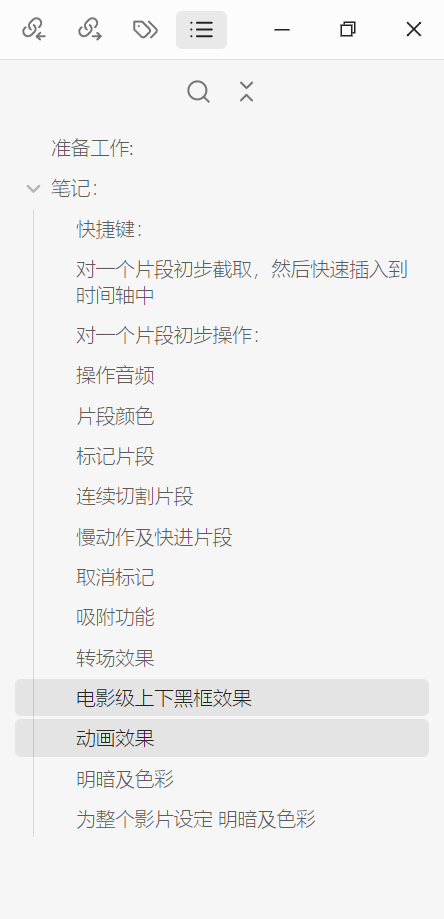 准备工作:
笔记：
快捷键：
对一个片段初步截取，然后快速插入到
时间轴中
对一个片段初步操作：
操作音频
片段颜色
标记片段
连续切割片段
慢动作及快进片段
取消标记
吸附功能
转场效果
电影级上下黑框效果
动画效果
明暗及色彩
为整个影片设定 明暗及色彩